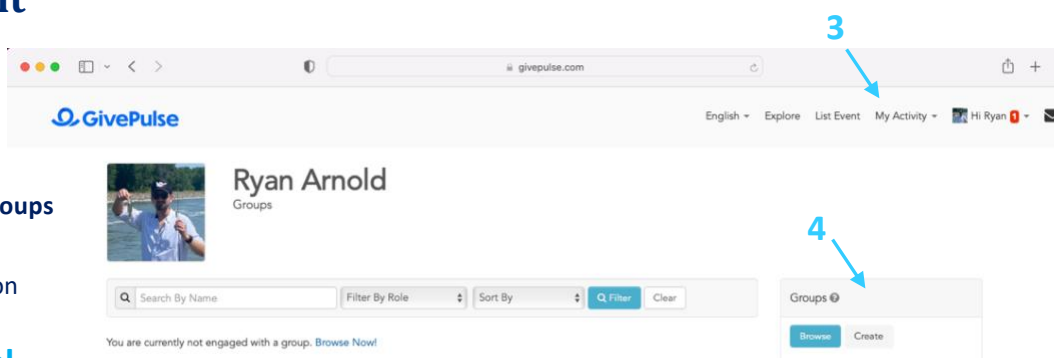 3
givepulse.com
GivePulse
English Explore List Event My Activity Hi Ryan 1
Ryan Arnold
Groups
4
Search By Name Filter By Role Sort By Filter Clear
Groups
Browse Create
You are currently not engaged with a group. Browse Now!